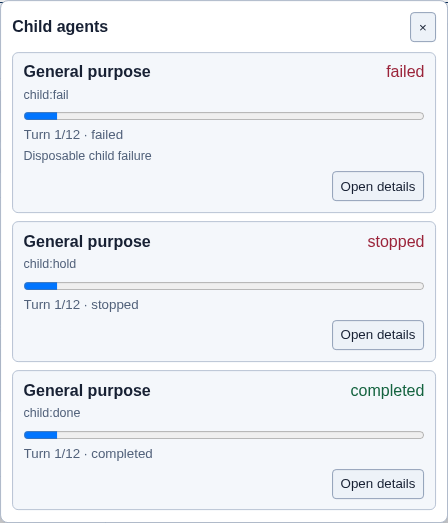 Child agents
×
General purpose
failed
child:fail
Turn 1/12 · failed
Disposable child failure
Open details
General purpose
stopped
child:hold
Turn 1/12 · stopped
Open details
General purpose
completed
child:done
Turn 1/12 · completed
Open details